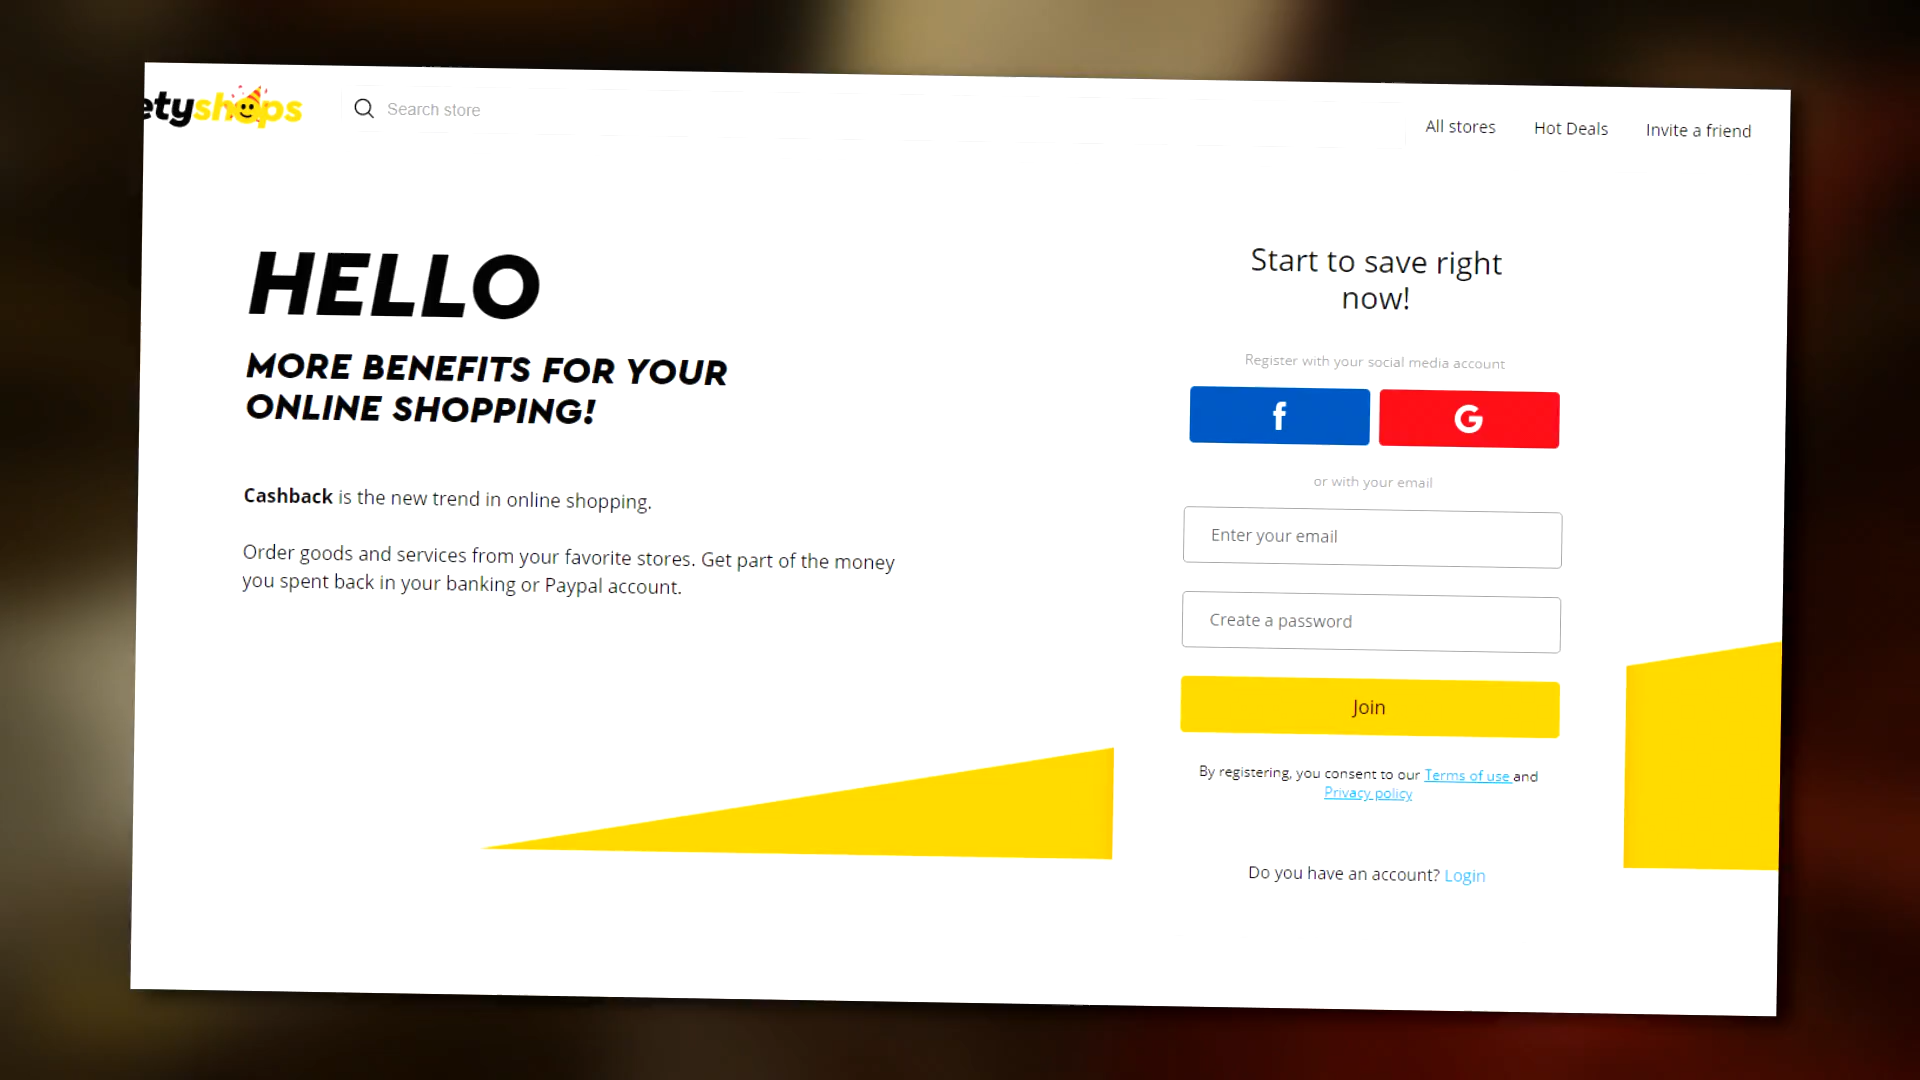 etyshops
Search store
All stores
Hot Deals
Invite a friend
HELLO
MORE BENEFITS FOR YOUR
ONLINE SHOPPING!
Cashback is the new trend in online shopping.
Order goods and services from your favorite stores. Get part of the money
you spent back in your banking or Paypal account.
Start to save right
now!
Register with your social media account
f
G
or with your email
Enter your email
Create a password
Join
By registering, you consent to our Terms of use and
Privacy policy
Do you have an account? Login